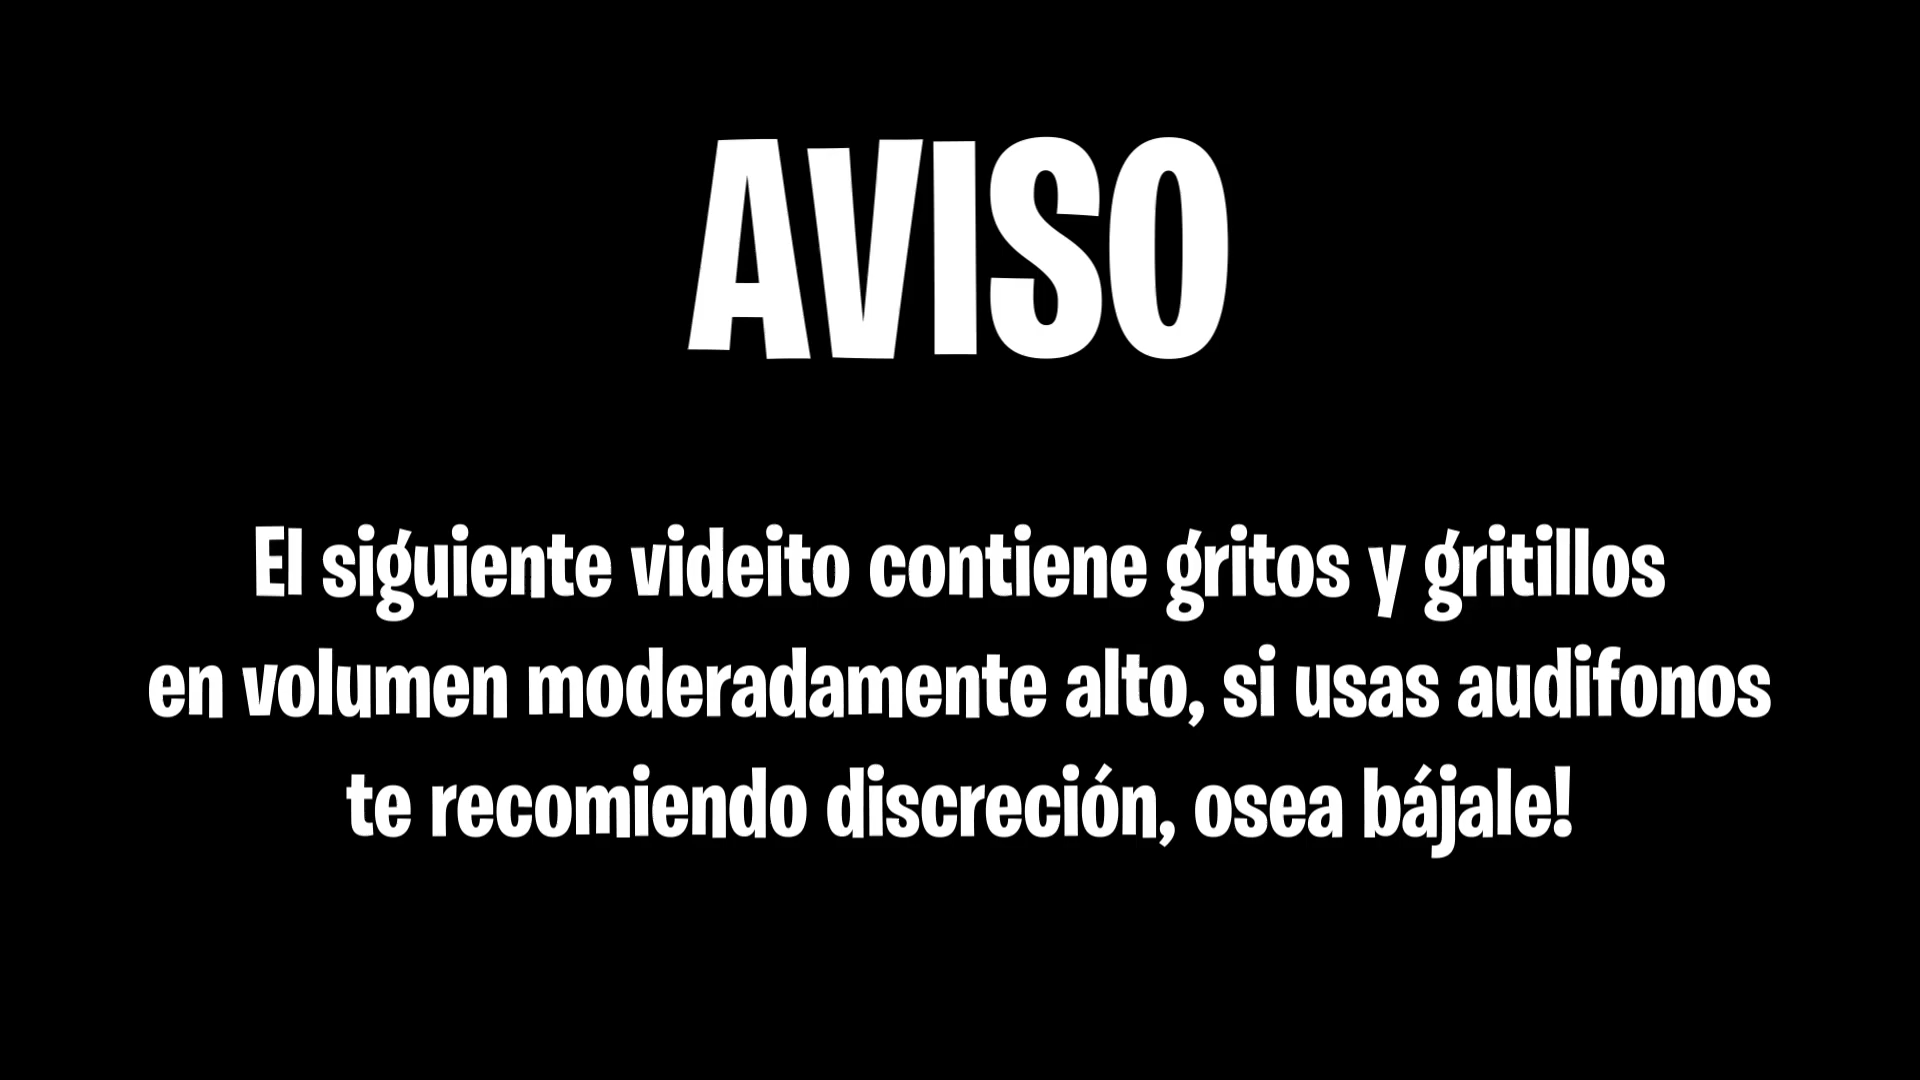 AVISO
El siguiente videito contiene gritos y gritillos
en volumen moderadamente alto, si usas audifonos
te recomiendo discreción, osea bájale!